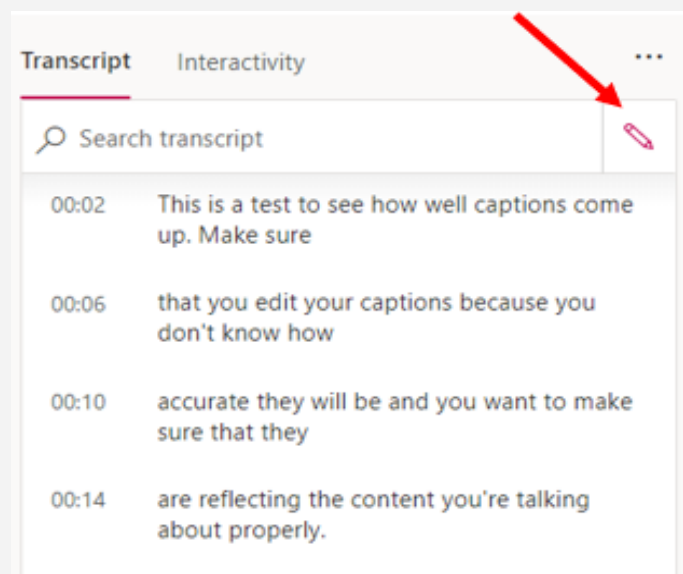 Transcript Interactivity ...
Search transcript
00:02 This is a test to see how well captions come
up. Make sure
00:06 that you edit your captions because you
don't know how
00:10 accurate they will be and you want to make
sure that they
00:14 are reflecting the content you're talking
about properly.